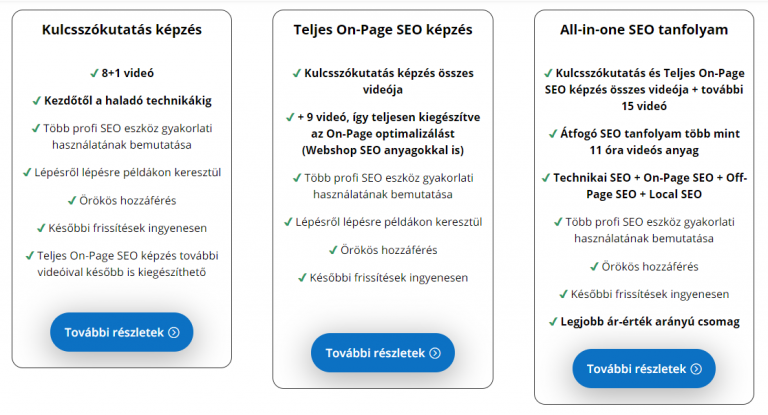 Kulcsszókutatás képzés
✓ 8+1 videó
✓ Kezdőtől a haladó technikákig
✓ Több profi SEO eszköz gyakorlati
használatának bemutatása
✓ Lépésről lépésre példákon keresztül
✓ Örökös hozzáférés
✓ Későbbi frissítések ingyenesen
✓ Teljes On-Page SEO képzés további
videóival később is kiegészíthető
További részletek
Teljes On-Page SEO képzés
✓ Kulcsszókutatás képzés összes
videója
✓ + 9 videó, így teljesen kiegészítve
az On-Page optimalizálást
(Webshop SEO anyagokkal is)
✓ Több profi SEO eszköz gyakorlati
használatának bemutatása
✓ Lépésről lépésre példákon keresztül
✓ Örökös hozzáférés
✓ Későbbi frissítések ingyenesen
További részletek
All-in-one SEO tanfolyam
✓ Kulcsszókutatás és Teljes On-Page
SEO képzés összes videója + további
15 videó
✓ Átfogó SEO tanfolyam több mint
11 óra videós anyag
✓ Technikai SEO + On-Page SEO + Off-
Page SEO + Local SEO
✓ Több profi SEO eszköz gyakorlati
használatának bemutatása
✓ Örökös hozzáférés
✓ Későbbi frissítések ingyenesen
✓ Legjobb ár-érték arányú csomag
További részletek